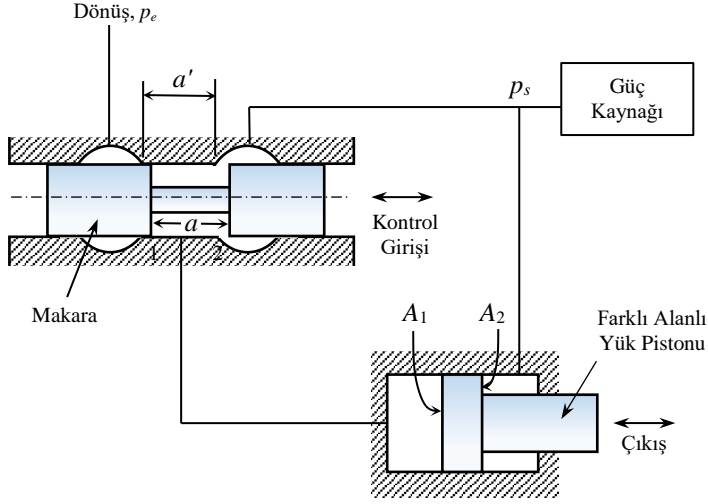 Dönüş, pe
a′
ps
Güç
Kaynağı
a
1
2
Kontrol
Girişi
Makara
A1
A2
Farklı Alanlı
Yük Pistonu
Çıkış